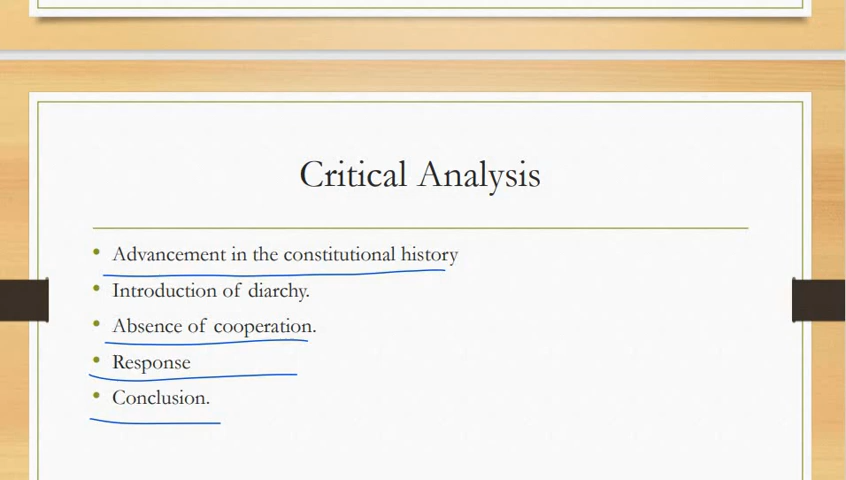 Critical Analysis
Advancement in the constitutional history
Introduction of diarchy.
Absence of cooperation.
Response
Conclusion.